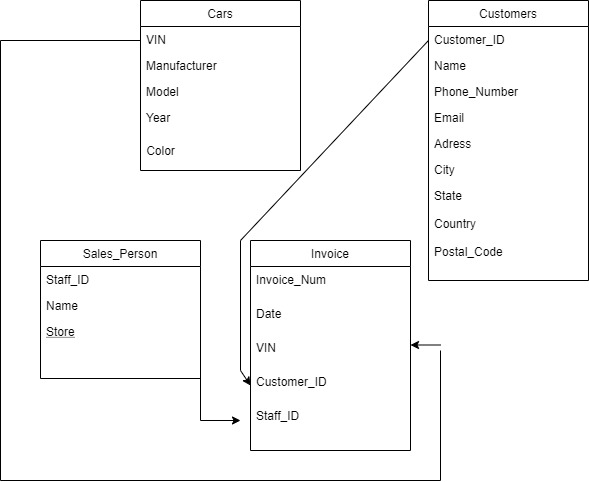 Cars
VIN
Manufacturer
Model
Year
Color
Customers
Customer_ID
Name
Phone_Number
Email
Adress
City
State
Country
Postal_Code
Sales_Person
Staff_ID
Name
Store
Invoice
Invoice_Num
Date
VIN
Customer_ID
Staff_ID